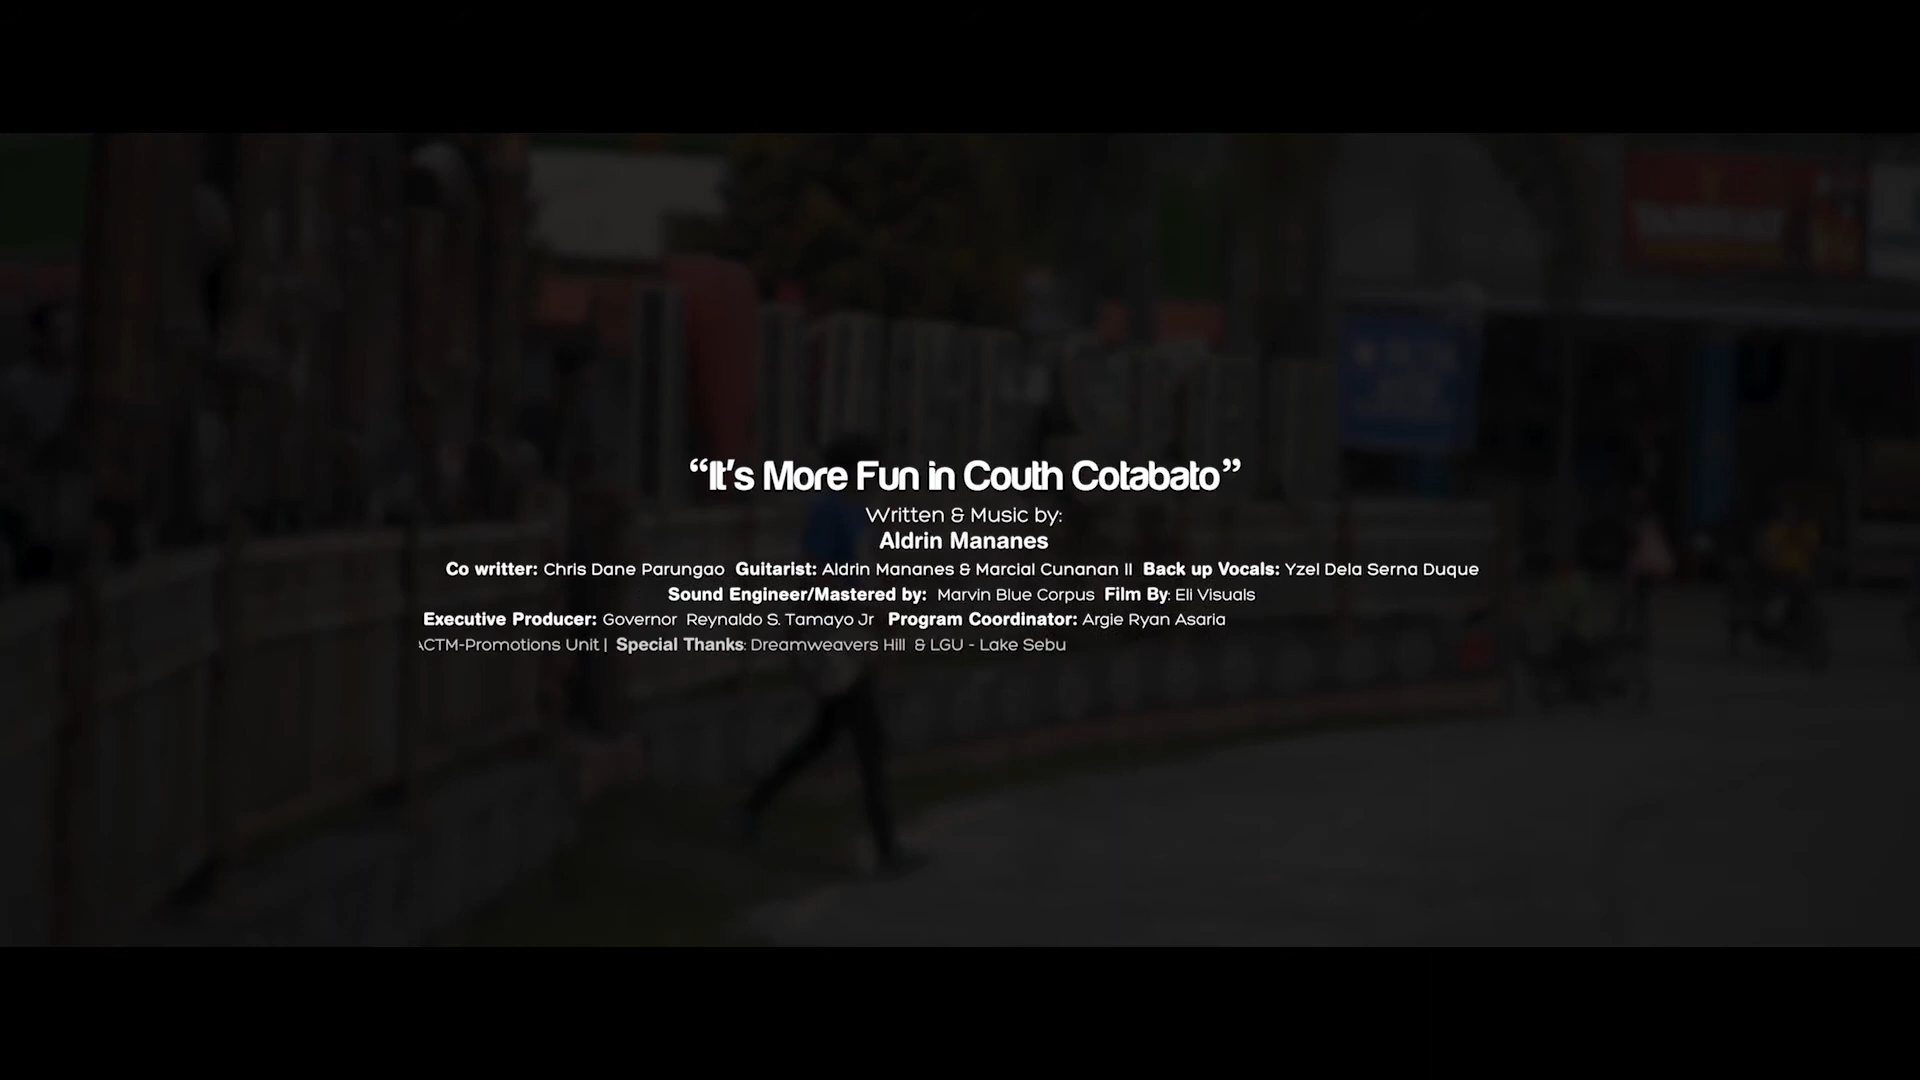 “It's More Fun in Couth Cotabato”
Written & Music by:
Aldrin Mananes
Co writter: Chris Dane Parungao Guitarist: Aldrin Mananes & Marcial Cunanan II Back up Vocals: Yzel Dela Serna Duque
Sound Engineer/Mastered by: Marvin Blue Corpus Film By: Eli Visuals
Executive Producer: Governor Reynaldo S. Tamayo Jr Program Coordinator: Argie Ryan Asaria
CTM-Promotions Unit | Special Thanks: Dreamweavers Hill & LGU - Lake Sebu